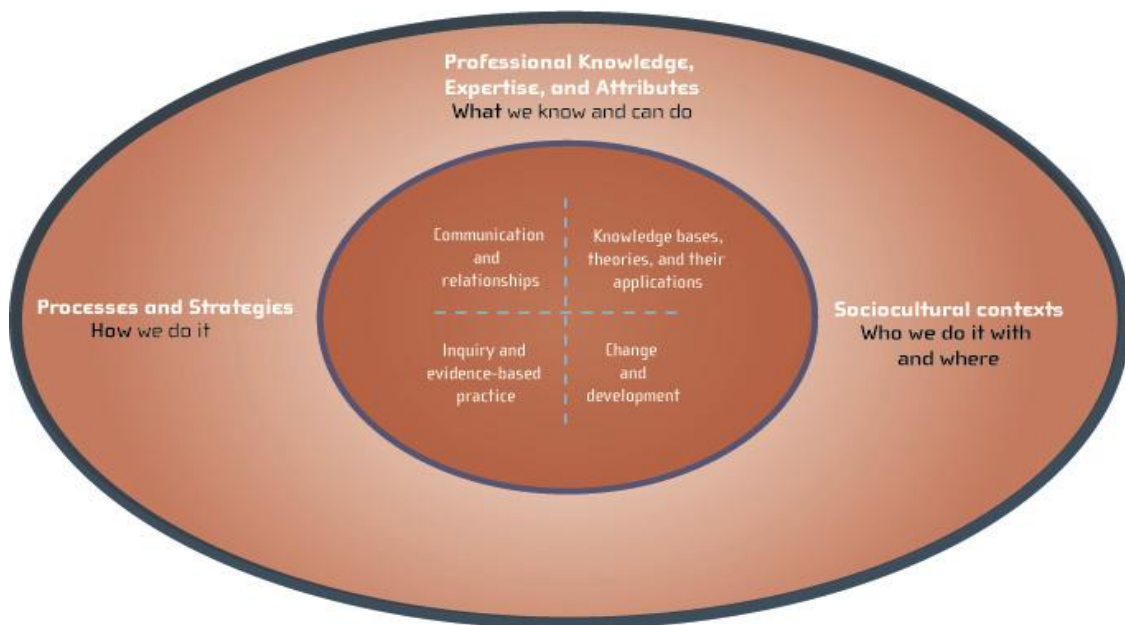 Professional Knowledge,
Expertise, and Attributes
What we know and can do
Communication
and
relationships
Knowledge bases,
theories, and their
applications
Processes and Strategies
How we do it
Sociocultural contexts
Who we do it with
and where
Inquiry and
evidence-based
practice
Change
and
development